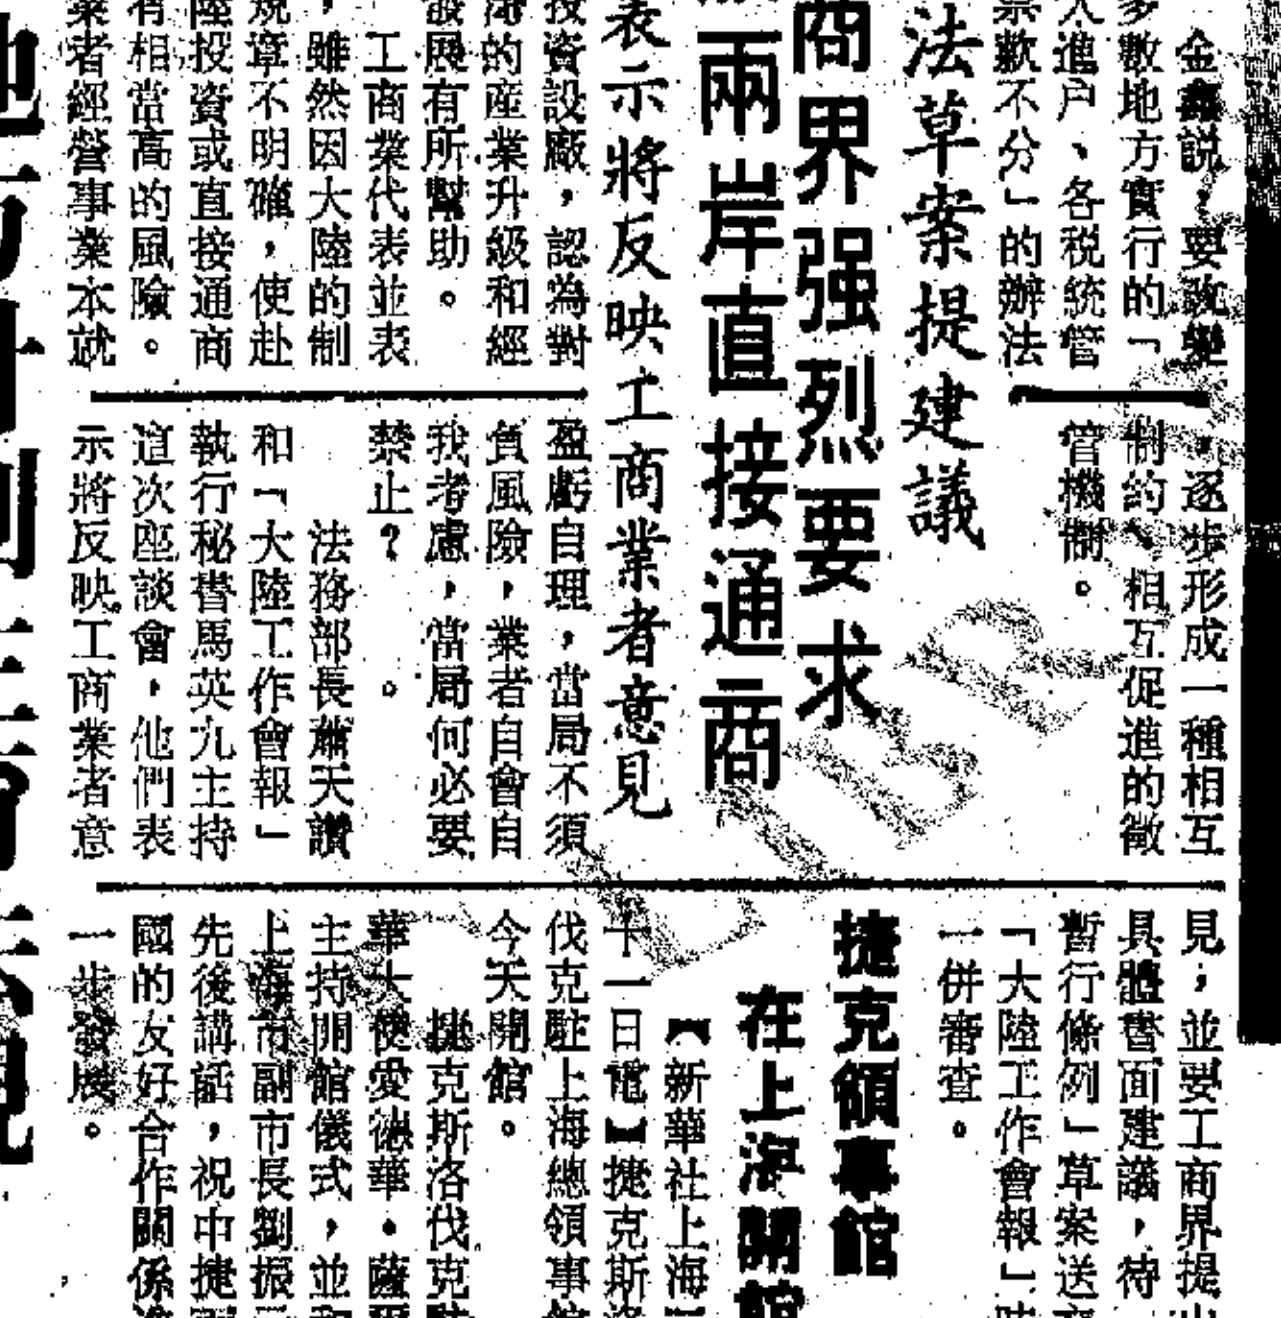 金鑫説，要改變
多數地方實行的「
人進户、各税統管
票歉不分」的辦法
，逐步形成一種相互
制約、相互促進的徵
管機制。
法草案提建議
商界强烈要求
兩岸直接通商
表示將反映工商業者意見
投資設廠，認為對
的産業升級和經
發展有所幫助。
工商業代表並表
，雖然因大陸的制
規章不明確，使赴
陸投資或直接通商
有相當高的風險。
業者經營事業本就
盈虧自理，當局不須
負風險，業者自會自
我考慮，當局何必要
禁止？。
法務部長蕭天讚
和「大陸工作會報」
執行秘書馬英九主持
這次座談會，他們表
示將反映工商業者意
見；並要工商界提出
具體書面建議，待
暫行條例」草案送
「大陸工作會報」時
一併審查。
捷克領事館
在上海開館
【新華社上海
十一日電】捷克斯洛
伐克駐上海總領事館
今天開館。
捷克斯洛伐克駐
華大使愛德華·薩
主持開館儀式，並和
上海市副市長劉振元
先後講話，祝中捷兩
國的友好合作關係進
一步發展。